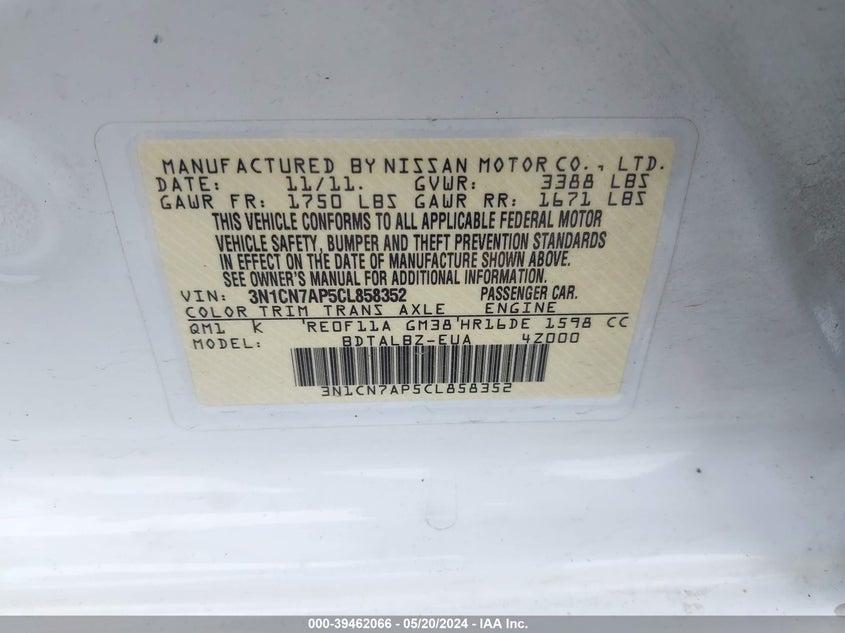 MANUFACTURED BY NISSAN MOTOR CO., LTD.
DATE: 11/11. GVWR: 3388 LBS
GAWR FR: 1750 LBS GAWR RR: 1671 LBS
THIS VEHICLE CONFORMS TO ALL APPLICABLE FEDERAL MOTOR
VEHICLE SAFETY, BUMPER AND THEFT PREVENTION STANDARDS
IN EFFECT ON THE DATE OF MANUFACTURE SHOWN ABOVE.
SEE OWNER'S MANUAL FOR ADDITIONAL INFORMATION.
VIN: 3N1CN7AP5CL858352 PASSENGER CAR.
COLOR TRIM TRANS AXLE ENGINE
QM1 K 'RE0F11A GM38'HR16DE 1598 CC
MODEL: BDTALBZ-EUA 4Z000
3N1CN7AP5CL858352
000-39462066 - 05/20/2024 - IAA Inc.